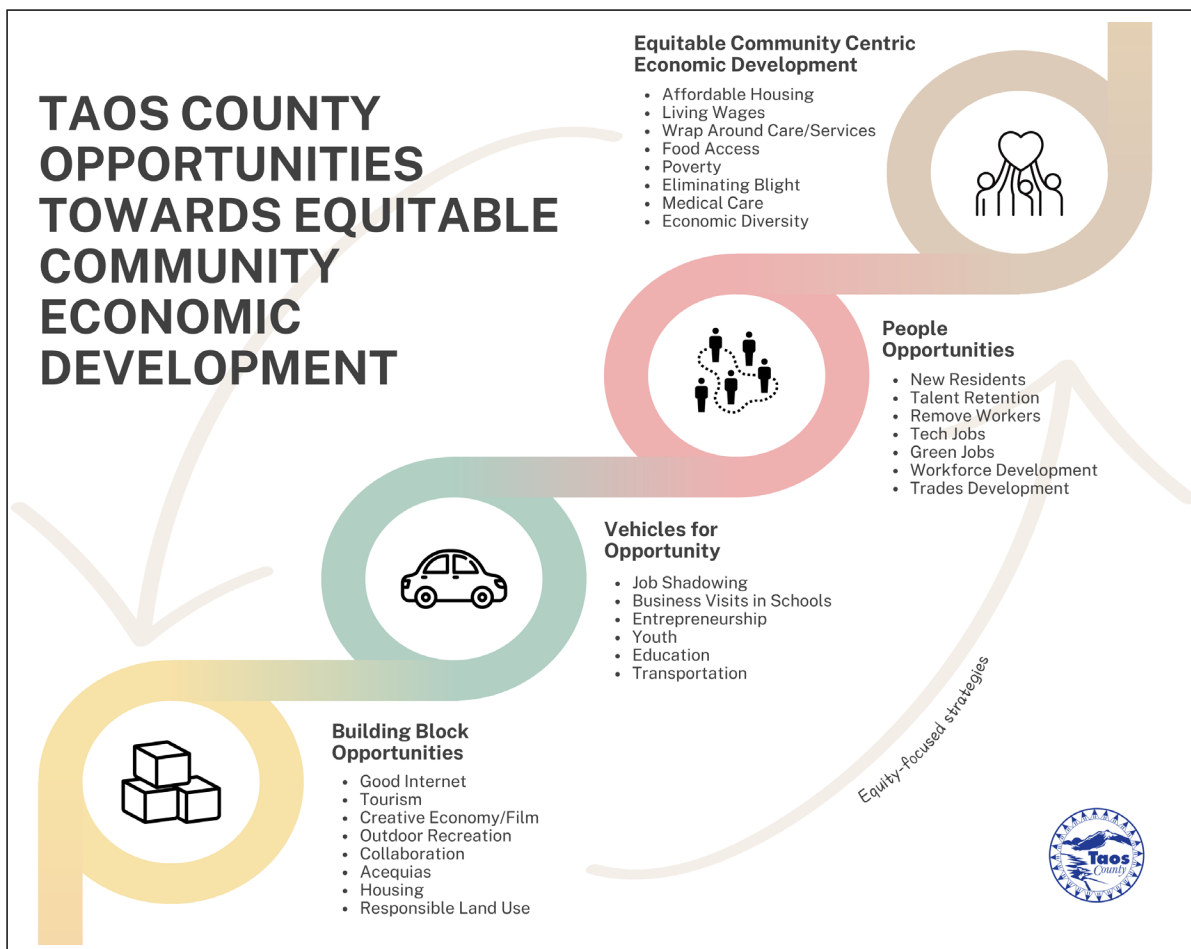 TAOS COUNTY
OPPORTUNITIES
TOWARDS EQUITABLE
COMMUNITY
ECONOMIC
DEVELOPMENT
Equitable Community Centric
Economic Development
• Affordable Housing
• Living Wages
• Wrap Around Care/Services
• Food Access
• Poverty
• Eliminating Blight
• Medical Care
• Economic Diversity
People
Opportunities
• New Residents
• Talent Retention
• Remove Workers
• Tech Jobs
• Green Jobs
• Workforce Development
• Trades Development
Vehicles for
Opportunity
• Job Shadowing
• Business Visits in Schools
• Entrepreneurship
• Youth
• Education
• Transportation
Building Block
Opportunities
• Good Internet
• Tourism
• Creative Economy/Film
• Outdoor Recreation
• Collaboration
• Acequias
• Housing
• Responsible Land Use
Equity-focused strategies
Taos
County